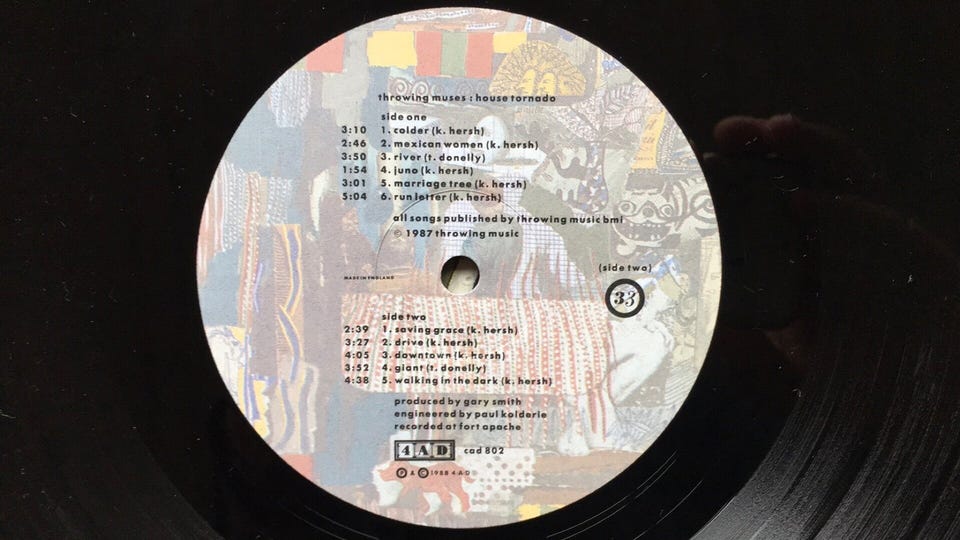 throwing muses : house tornado
side one
3:10 1. colder (k. hersh)
2:46 2. mexican women (k. hersh)
3:50 3. river (t. donelly)
1:54 4. juno (k. hersh)
3:01 5. marriage tree (k. hersh)
5:04 6. run letter (k. hersh)
all songs published by throwing music bmi
© 1987 throwing music
(side two)
MADE IN ENGLAND
33
side two
2:39 1. saving grace (k. hersh)
3:27 2. drive (k. hersh)
4:05 3. downtown (k. hersh)
3:52 4. giant (t. donelly)
4:38 5. walking in the dark (k. hersh)
produced by gary smith
engineered by paul kolderie
recorded at fort apache
4AD cad 802
℗ & © 1988 4·A·D